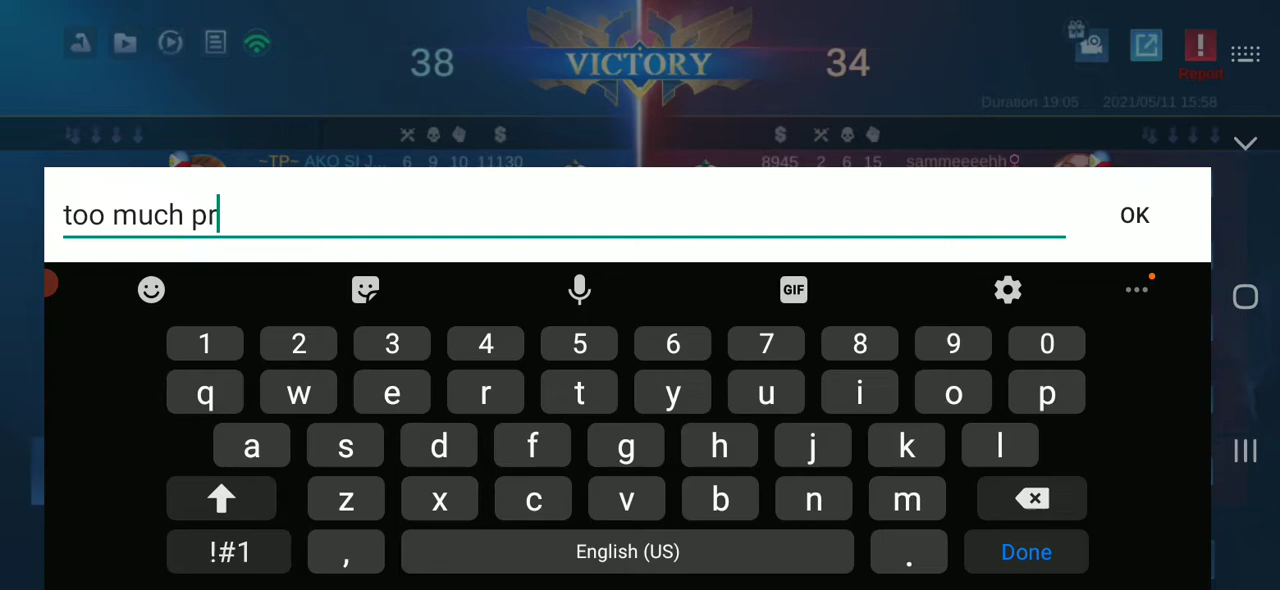 38
VICTORY
34
Report
Duration 19:05 2021/05/11 15:58
~TP~ AKO SI J... 6 9 10 11130
8945 2 6 15 sammeeeehh♀
too much pr
OK
GIF
1 2 3 4 5 6 7 8 9 0
q w e r t y u i o p
a s d f g h j k l
z x c v b n m
!#1 , English (US) . Done